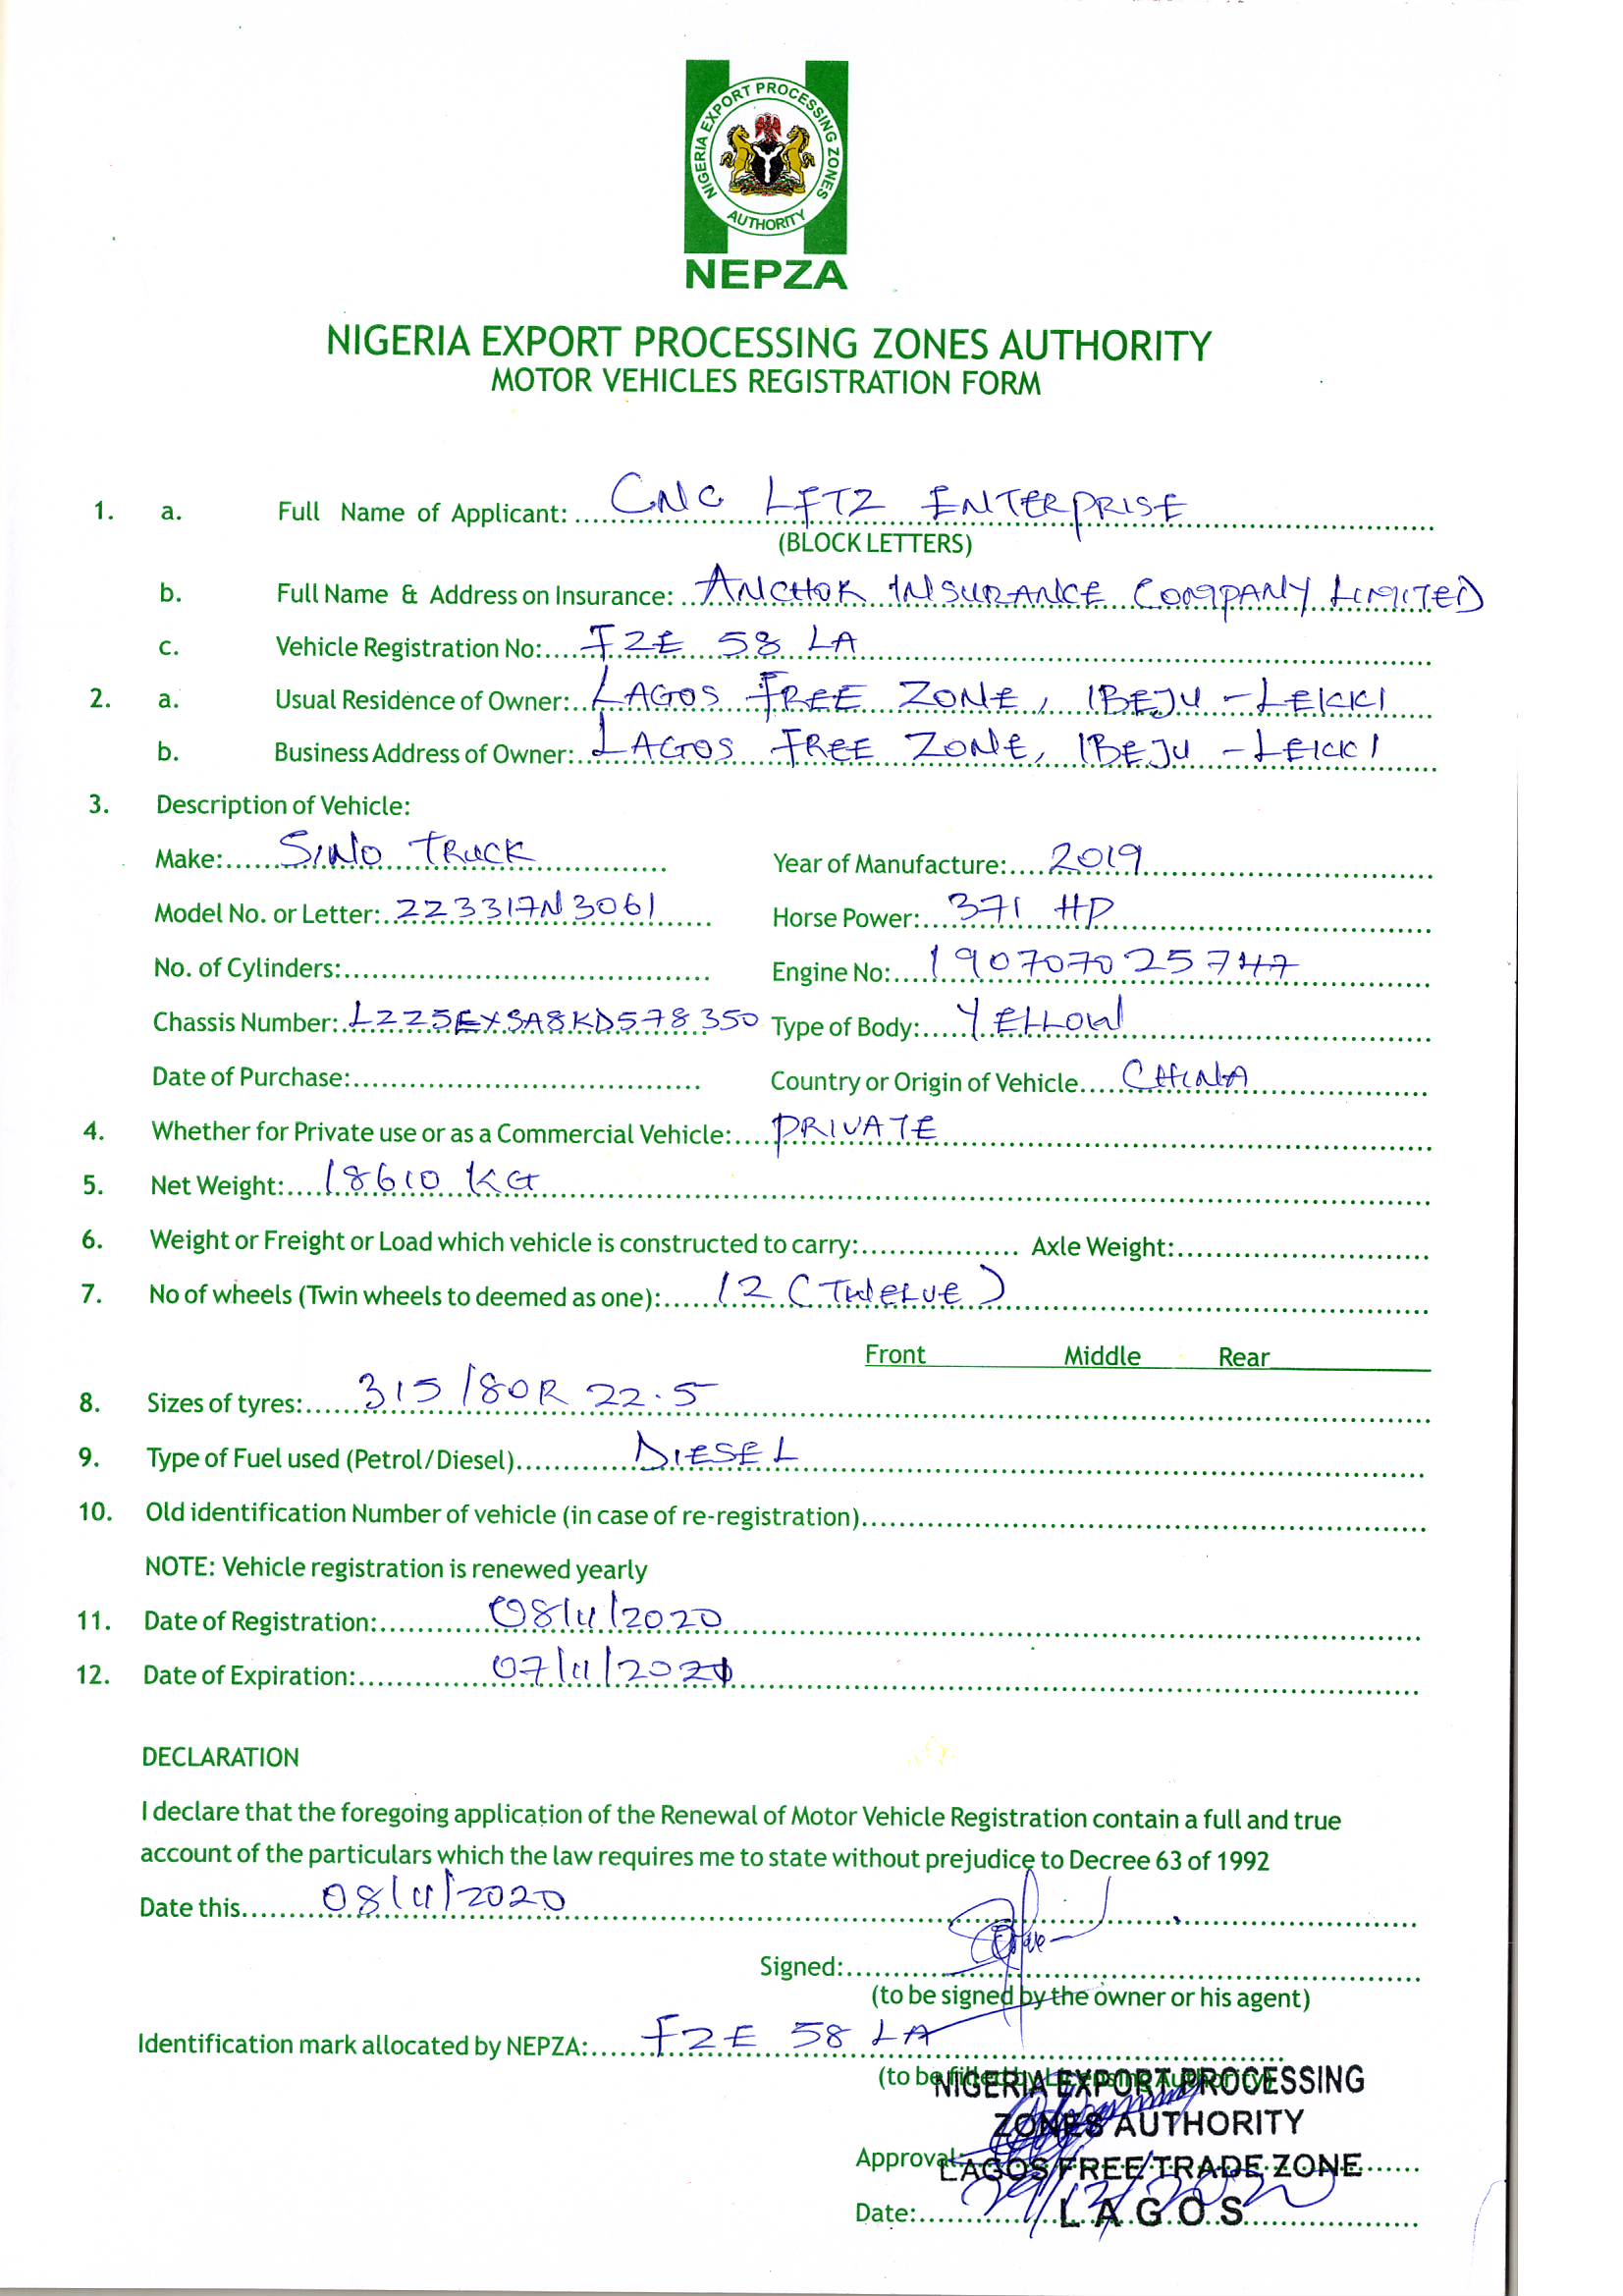 NIGERIA EXPORT PROCESSING ZONES
AUTHORITY
NEPZA
NIGERIA EXPORT PROCESSING ZONES AUTHORITY
MOTOR VEHICLES REGISTRATION FORM
1. a. Full Name of Applicant: CNC LFTZ ENTERPRISE
(BLOCK LETTERS)
b. Full Name & Address on Insurance: ANCHOR INSURANCE COMPANY LIMITED
c. Vehicle Registration No: FZE 58 LA
2. a. Usual Residence of Owner: LAGOS FREE ZONE, IBEJU - LEKKI
b. Business Address of Owner: LAGOS FREE ZONE, IBEJU - LEKKI
3. Description of Vehicle:
Make: SINO TRUCK Year of Manufacture: 2019
Model No. or Letter: ZZ3317N3061 Horse Power: 371 HP
No. of Cylinders: Engine No: 190707025747
Chassis Number: LZZ5EXSA8KD578350 Type of Body: YELLOW
Date of Purchase: Country or Origin of Vehicle CHINA
4. Whether for Private use or as a Commercial Vehicle: PRIVATE
5. Net Weight: 18610 KG
6. Weight or Freight or Load which vehicle is constructed to carry: Axle Weight:
7. No of wheels (Twin wheels to deemed as one): 12 (TWELVE)
Front Middle Rear
8. Sizes of tyres: 315/80R 22.5
9. Type of Fuel used (Petrol/Diesel) DIESEL
10. Old identification Number of vehicle (in case of re-registration)
NOTE: Vehicle registration is renewed yearly
11. Date of Registration: 08/11/2020
12. Date of Expiration: 07/11/2021
DECLARATION
I declare that the foregoing application of the Renewal of Motor Vehicle Registration contain a full and true
account of the particulars which the law requires me to state without prejudice to Decree 63 of 1992
Date this 08/11/2020
Signed:
(to be signed by the owner or his agent)
Identification mark allocated by NEPZA: FZE 58 LA
(to be filled by Licensing Authority)
NIGERIA EXPORT PROCESSING
ZONES AUTHORITY
Approval:
LAGOS FREE TRADE ZONE
Date: 29/12/2020
LAGOS